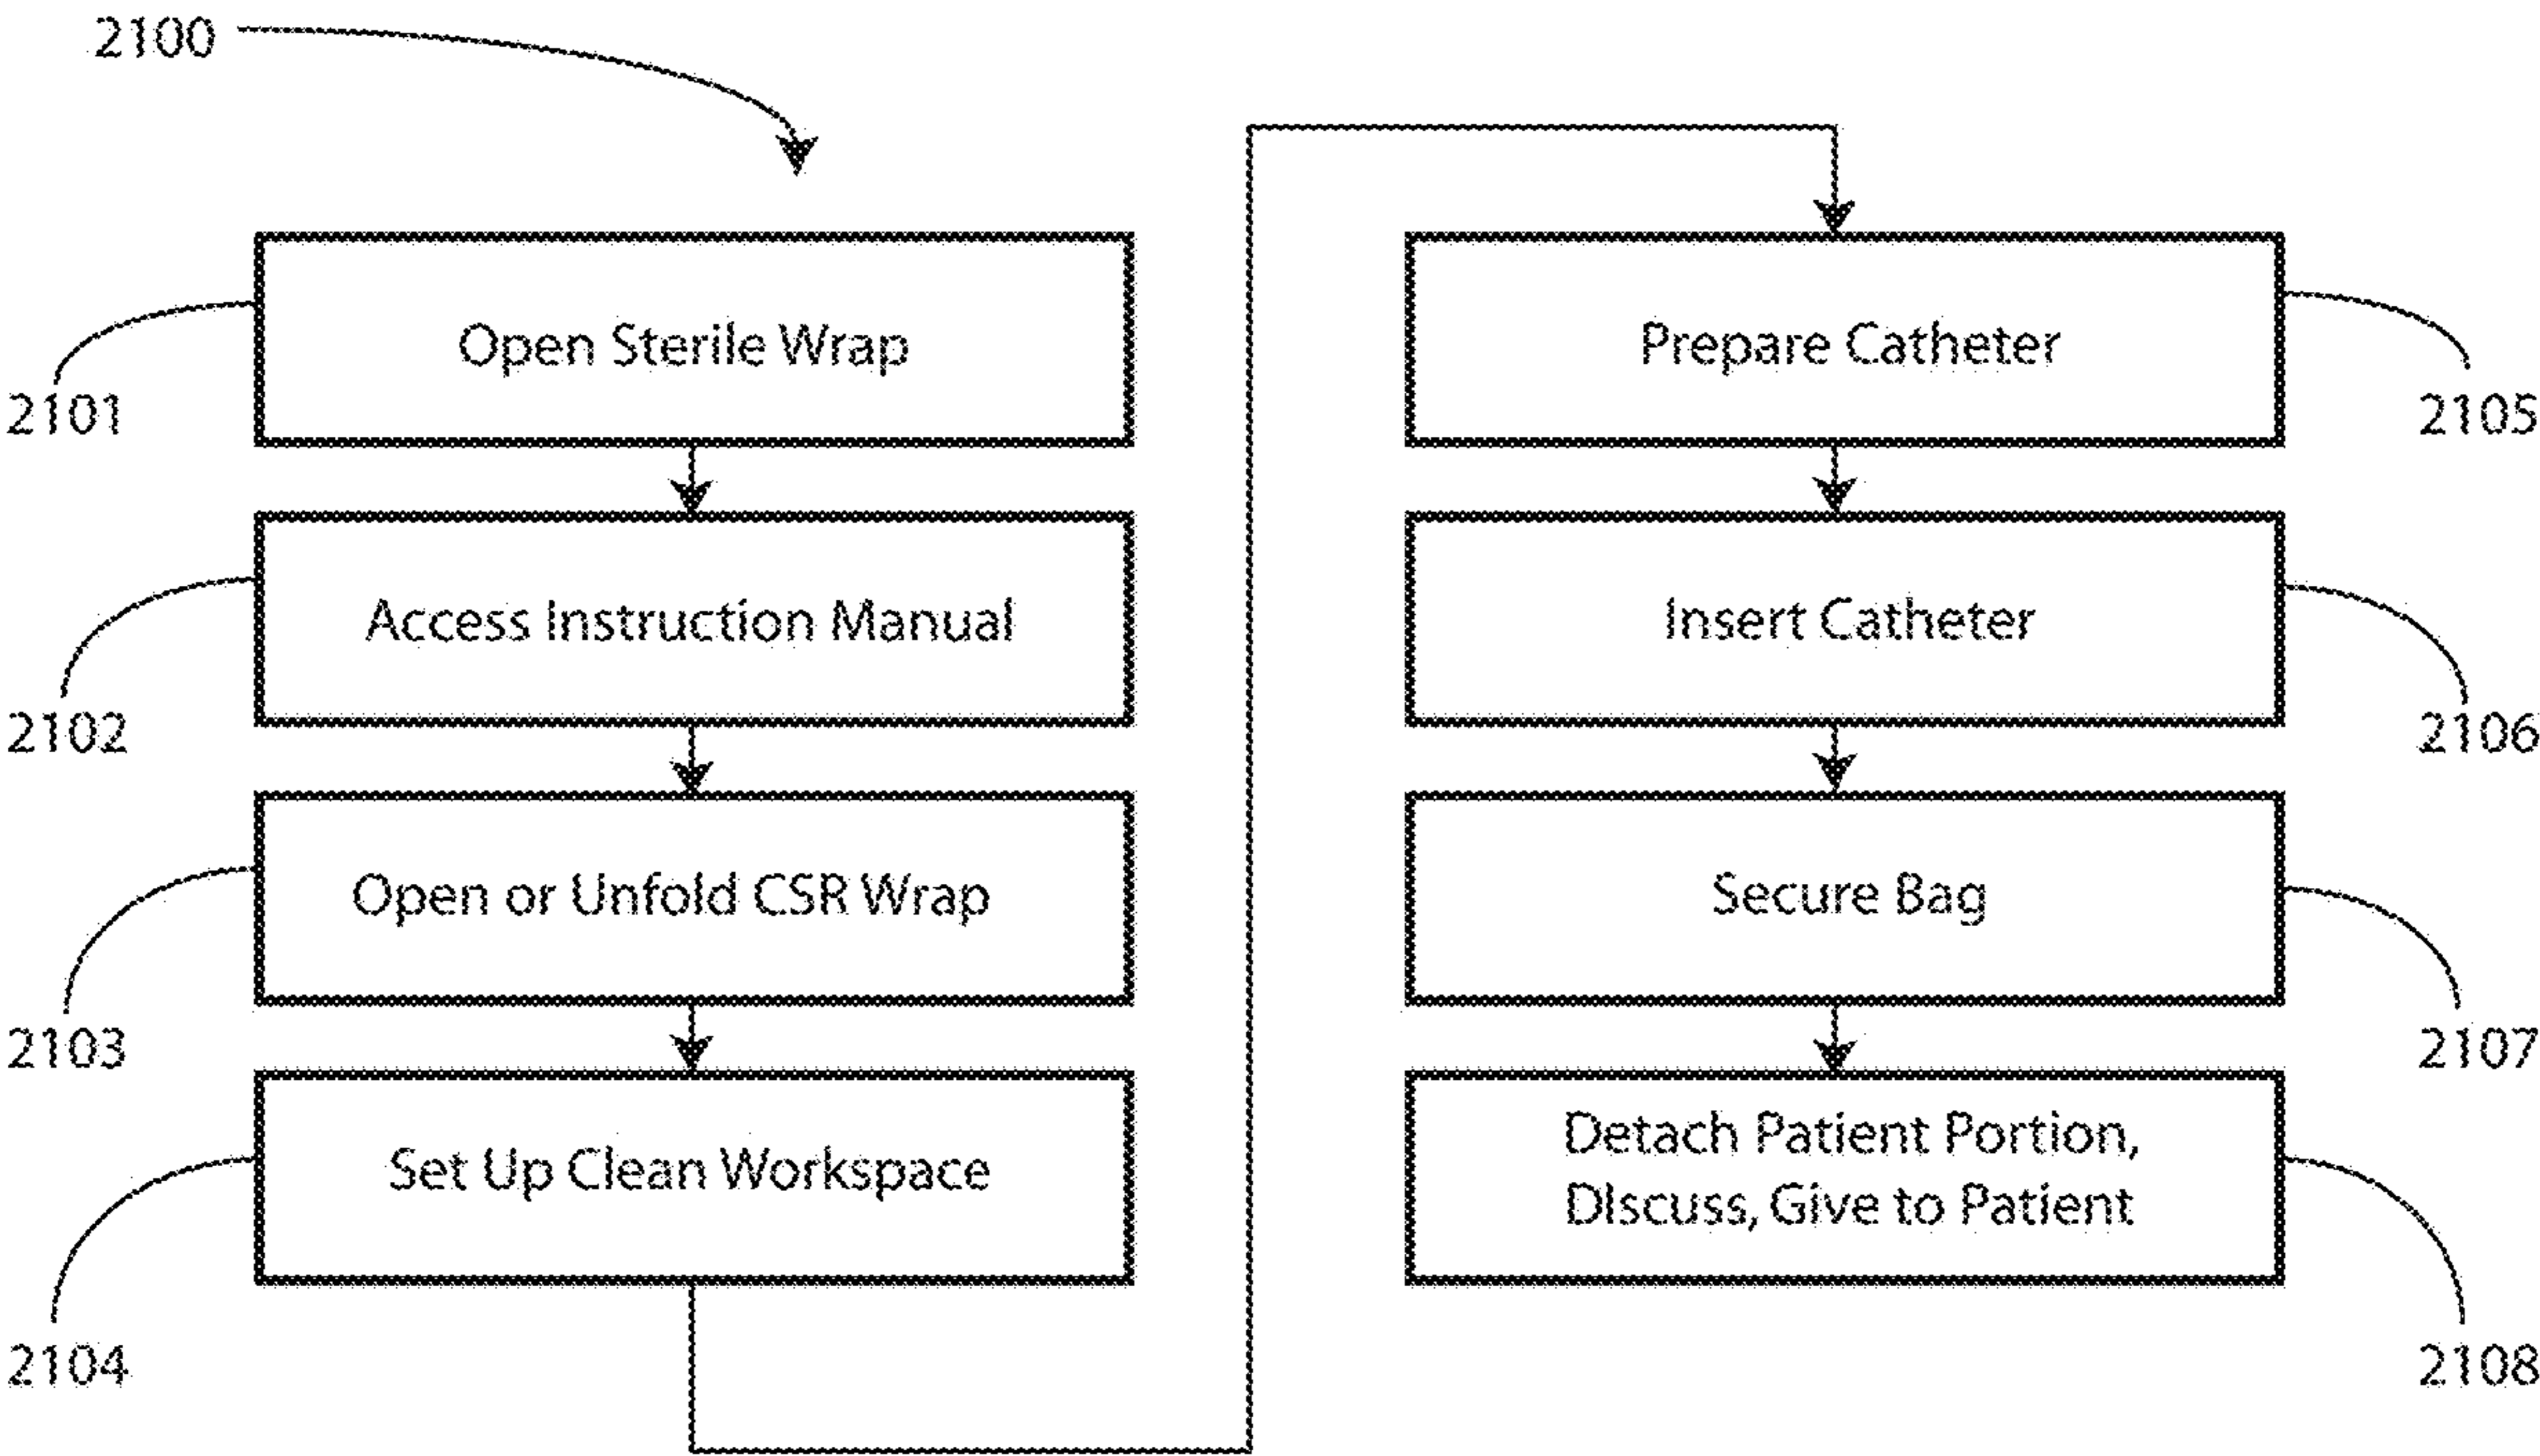 2100
Open Sterile Wrap
2101
Access Instruction Manual
2102
Open or Unfold CSR Wrap
2103
Set Up Clean Workspace
2104
Prepare Catheter
2105
Insert Catheter
2106
Secure Bag
2107
Detach Patient Portion,
DIscuss, Give to Patient
2108